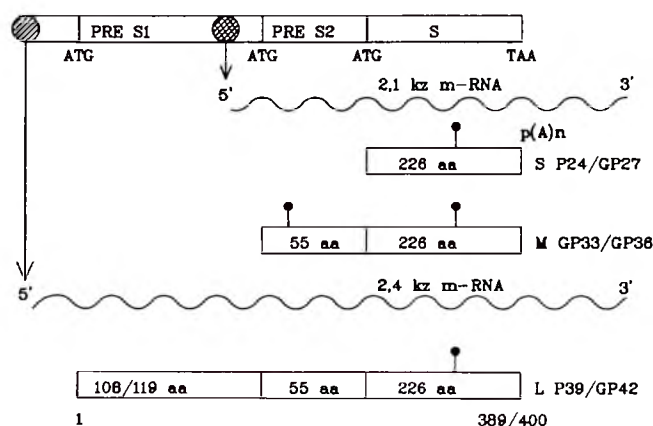 PRE S1 PRE S2 S
ATG ATG ATG TAA
5' 2,1 kz m-RNA 3'
p(A)n
226 aa S P24/GP27
55 aa 226 aa M GP33/GP36
5' 2,4 kz m-RNA 3'
108/119 aa 55 aa 226 aa L P39/GP42
1 389/400